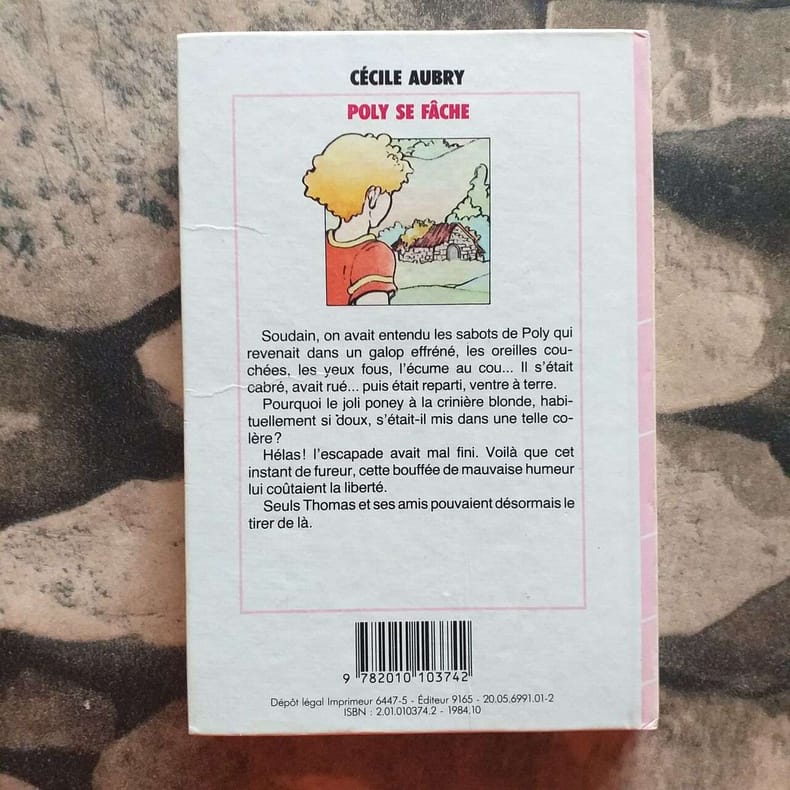 CÉCILE AUBRY
POLY SE FÂCHE
Soudain, on avait entendu les sabots de Poly qui
revenait dans un galop effréné, les oreilles cou-
chées, les yeux fous, l'écume au cou... Il s'était
cabré, avait rué... puis était reparti, ventre à terre.
Pourquoi le joli poney à la crinière blonde, habi-
tuellement si doux, s'était-il mis dans une telle co-
lère?
Hélas! l'escapade avait mal fini. Voilà que cet
instant de fureur, cette bouffée de mauvaise humeur
lui coûtaient la liberté.
Seuls Thomas et ses amis pouvaient désormais le
tirer de là.
9 782010 103742
Dépôt légal Imprimeur 6447-5 - Éditeur 9165 - 20.05.6991.01-2
ISBN : 2.01.010374.2 - 1984.10